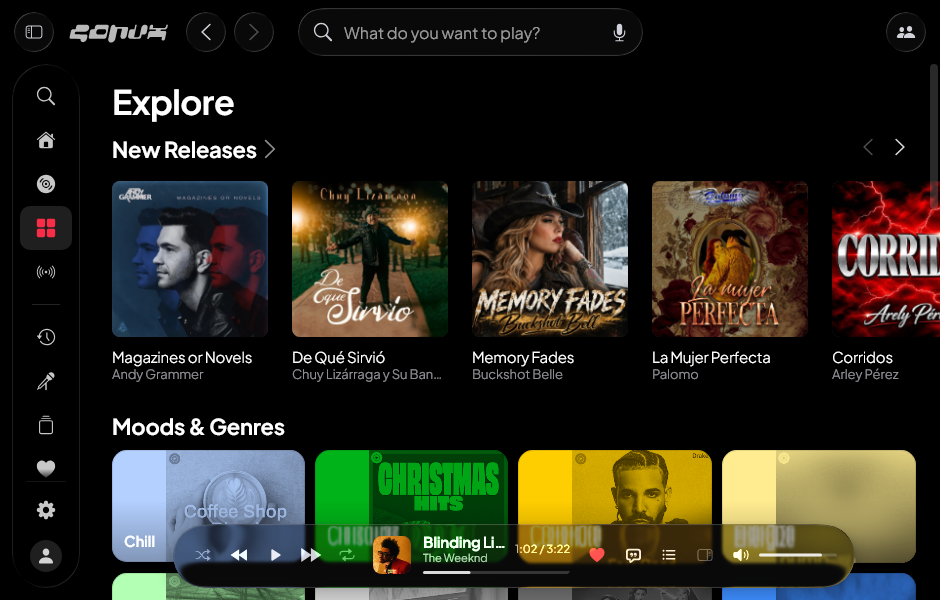 What do you want to play?
Explore
New Releases
ANDY
GRAMMER
MAGAZINES OR NOVELS
Chuy Lizárraga
De
que
Sirvió
MEMORY FADES
Buckshot Belle
La mujer
PERFECTA
CORRID
Arely Pér
Magazines or Novels
Andy Grammer
De Qué Sirvió
Chuy Lizárraga y Su Ban...
Memory Fades
Buckshot Belle
La Mujer Perfecta
Palomo
Corridos
Arley Pérez
Moods & Genres
Coffee Shop
Chill
CHRISTMAS
HITS
Drake
Blinding Li...
The Weeknd
1:02 / 3:22